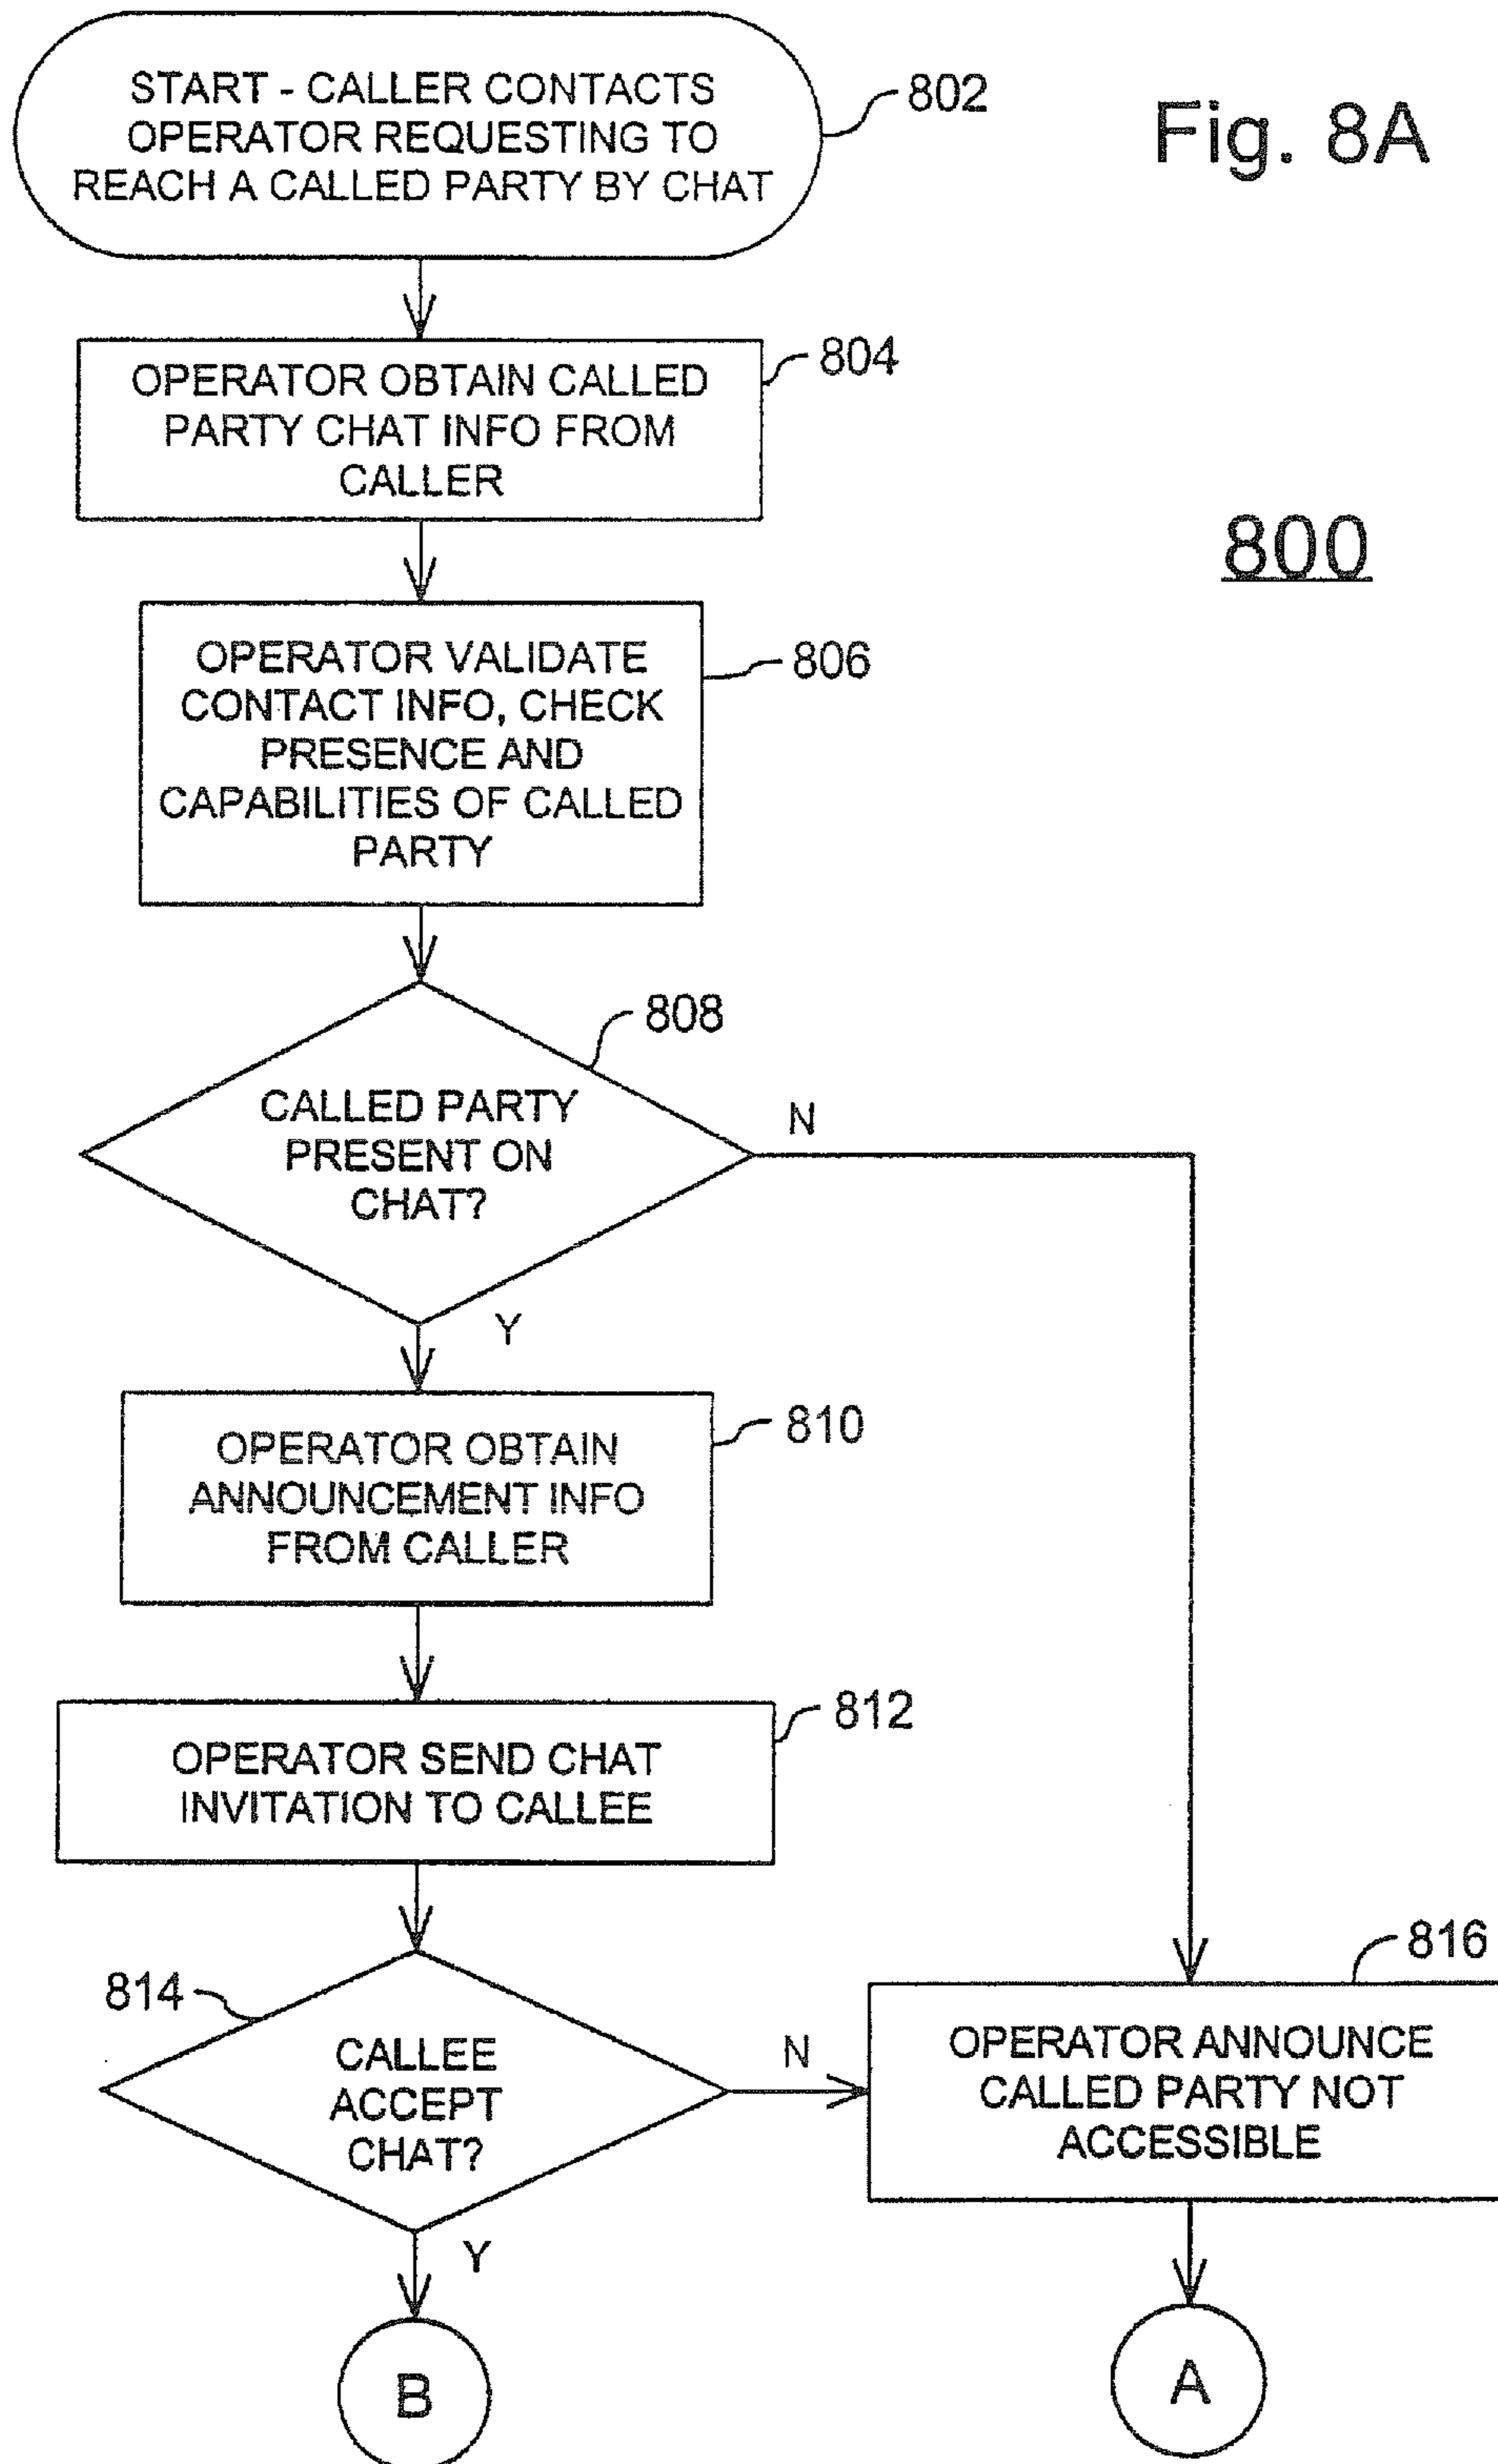 START - CALLER CONTACTS
OPERATOR REQUESTING TO
REACH A CALLED PARTY BY CHAT
802
Fig. 8A
OPERATOR OBTAIN CALLED
PARTY CHAT INFO FROM
CALLER
804
800
OPERATOR VALIDATE
CONTACT INFO, CHECK
PRESENCE AND
CAPABILITIES OF CALLED
PARTY
806
808
CALLED PARTY
PRESENT ON
CHAT?
N
Y
OPERATOR OBTAIN
ANNOUNCEMENT INFO
FROM CALLER
810
OPERATOR SEND CHAT
INVITATION TO CALLEE
812
814
CALLEE
ACCEPT
CHAT?
N
Y
816
OPERATOR ANNOUNCE
CALLED PARTY NOT
ACCESSIBLE
B
A